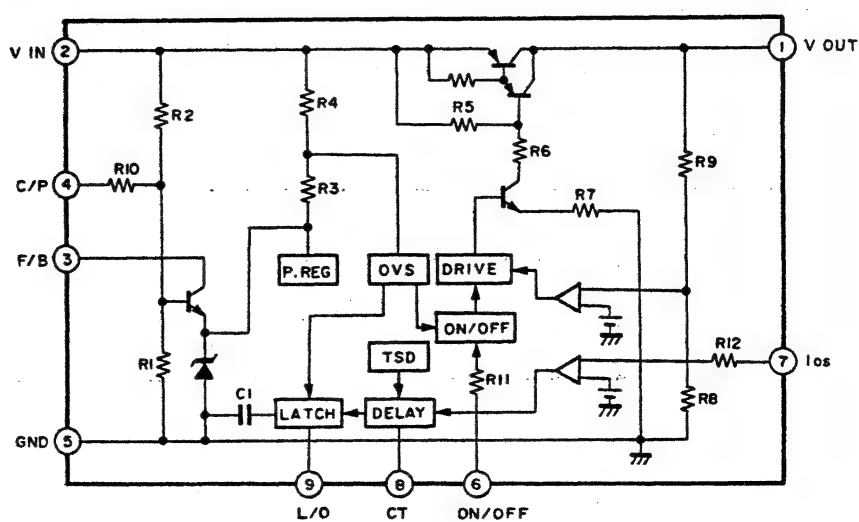 V IN 2
1 V OUT
R4
R2
R5
R6
R9
R10
C/P 4
R3
R7
F/B 3
P.REG
OVS
DRIVE
ON/OFF
R12
TSD
7 Ios
R1
R11
C1
R8
LATCH
DELAY
GND 5
9
8
6
L/O
CT
ON/OFF